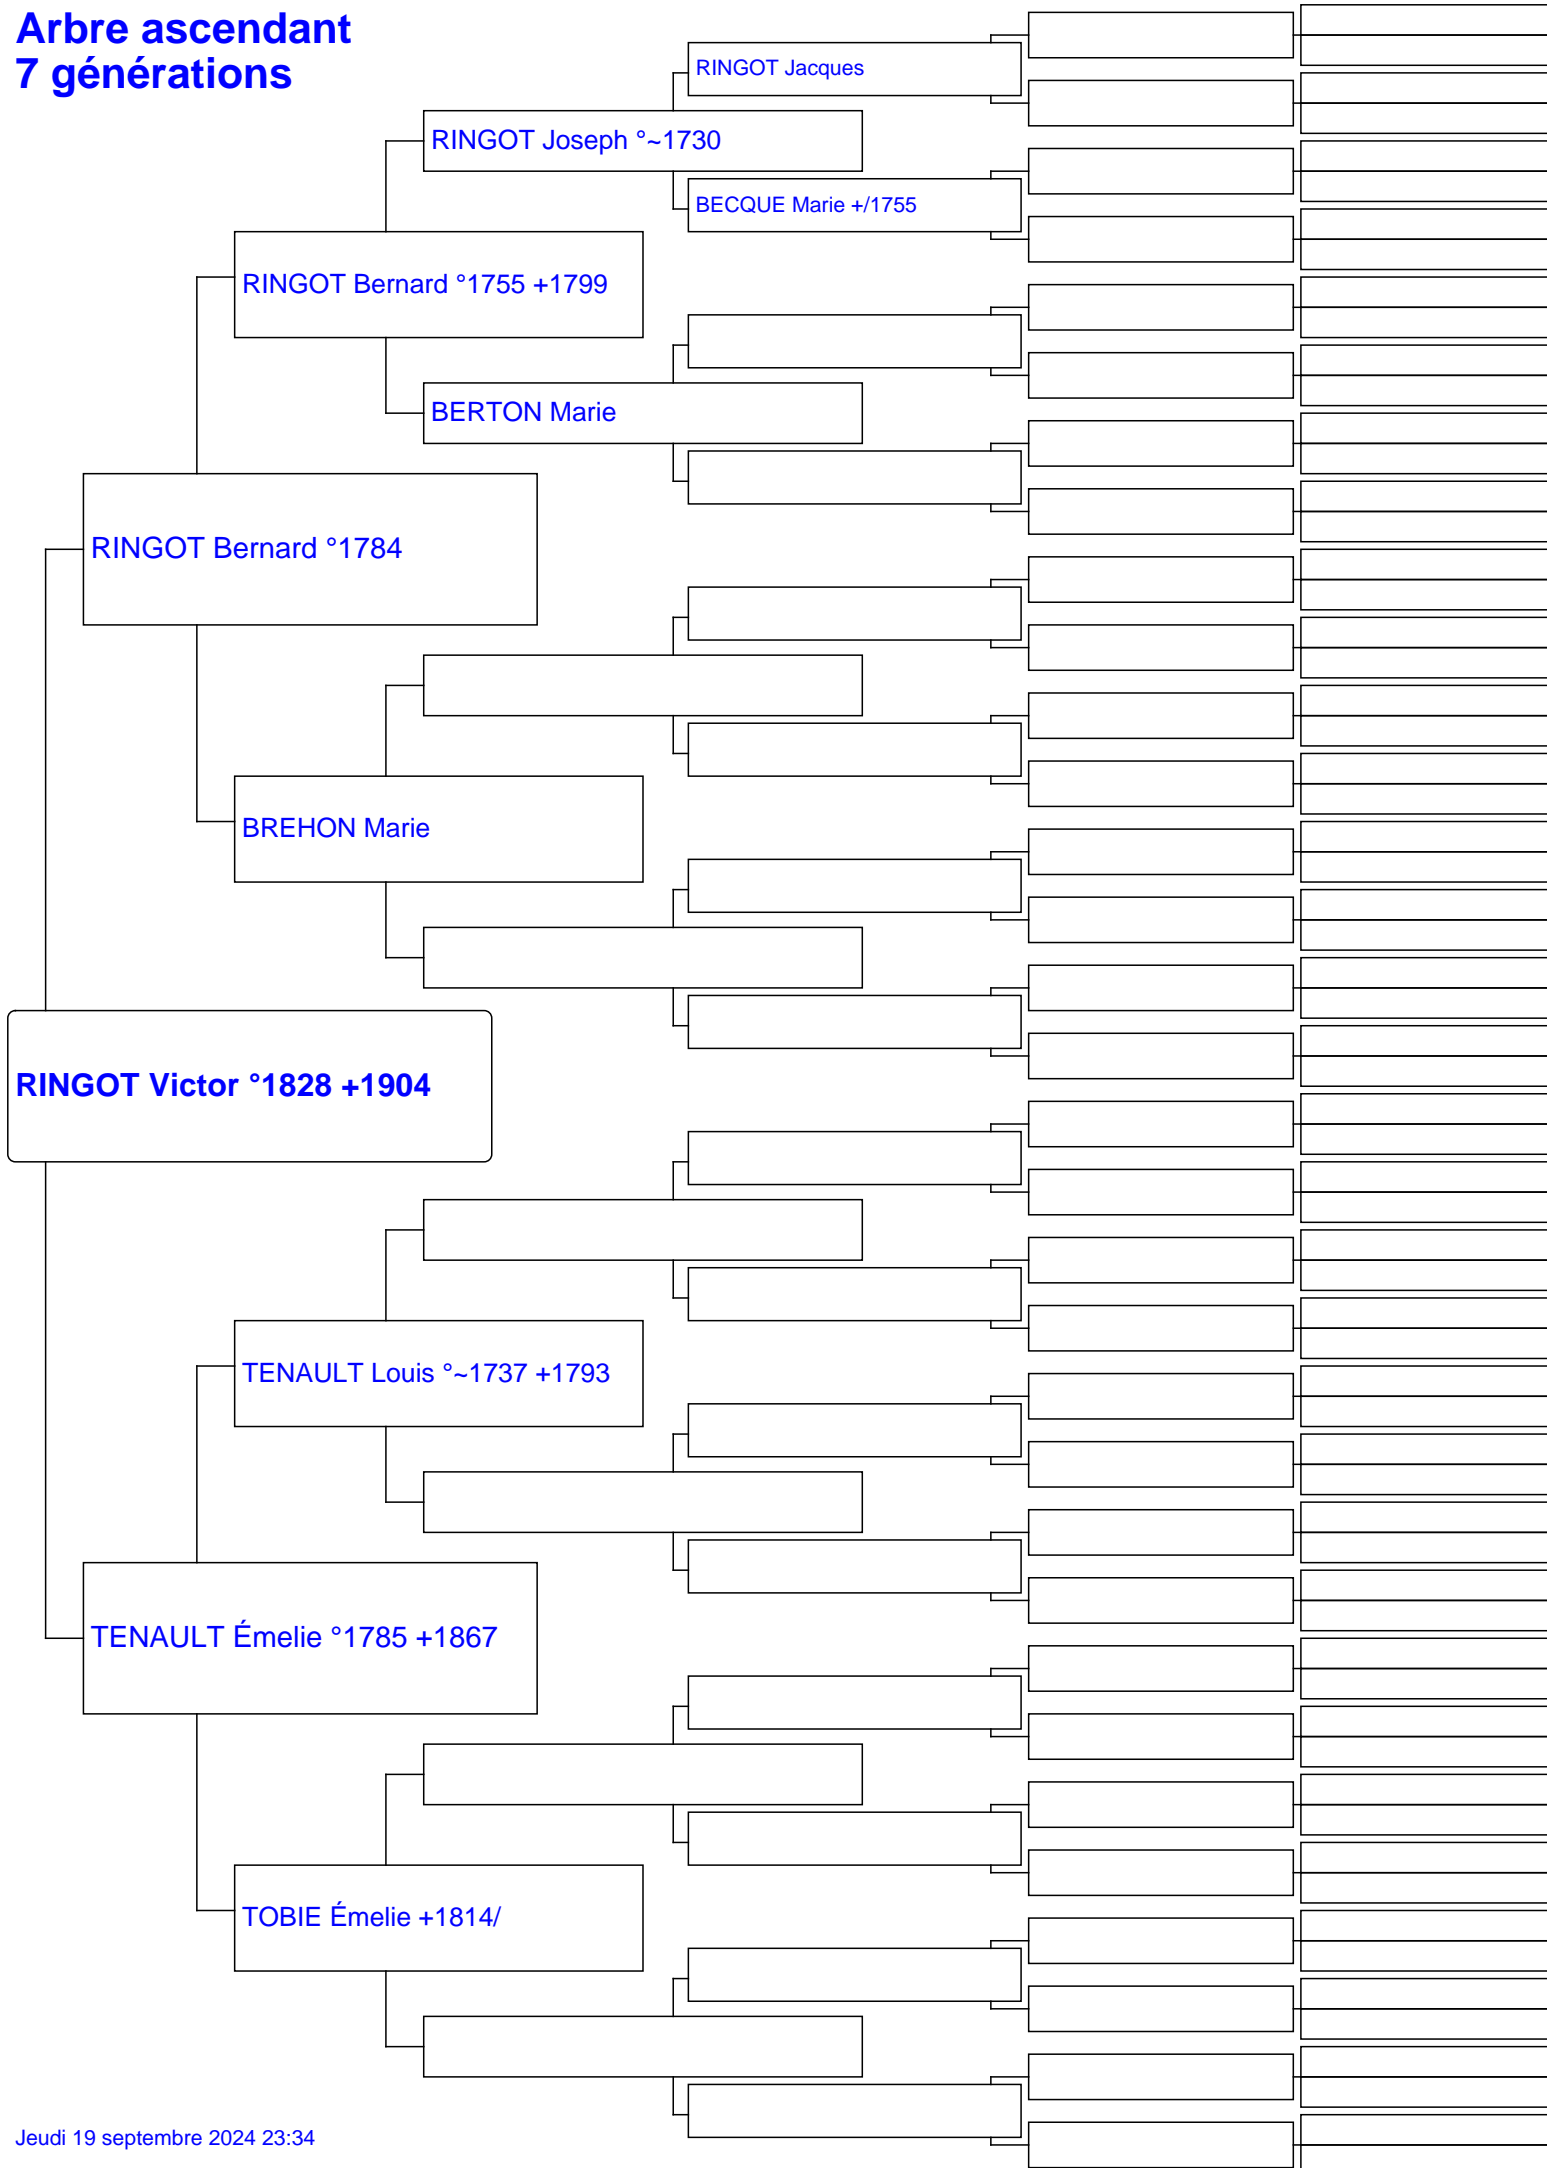 Arbre ascendant
7 générations
RINGOT Jacques
RINGOT Joseph °~1730
BECQUE Marie +/1755
RINGOT Bernard °1755 +1799
BERTON Marie
RINGOT Bernard °1784
BREHON Marie
RINGOT Victor °1828 +1904
TENAULT Louis °~1737 +1793
TENAULT Émelie °1785 +1867
TOBIE Émelie +1814/
Jeudi 19 septembre 2024 23:34